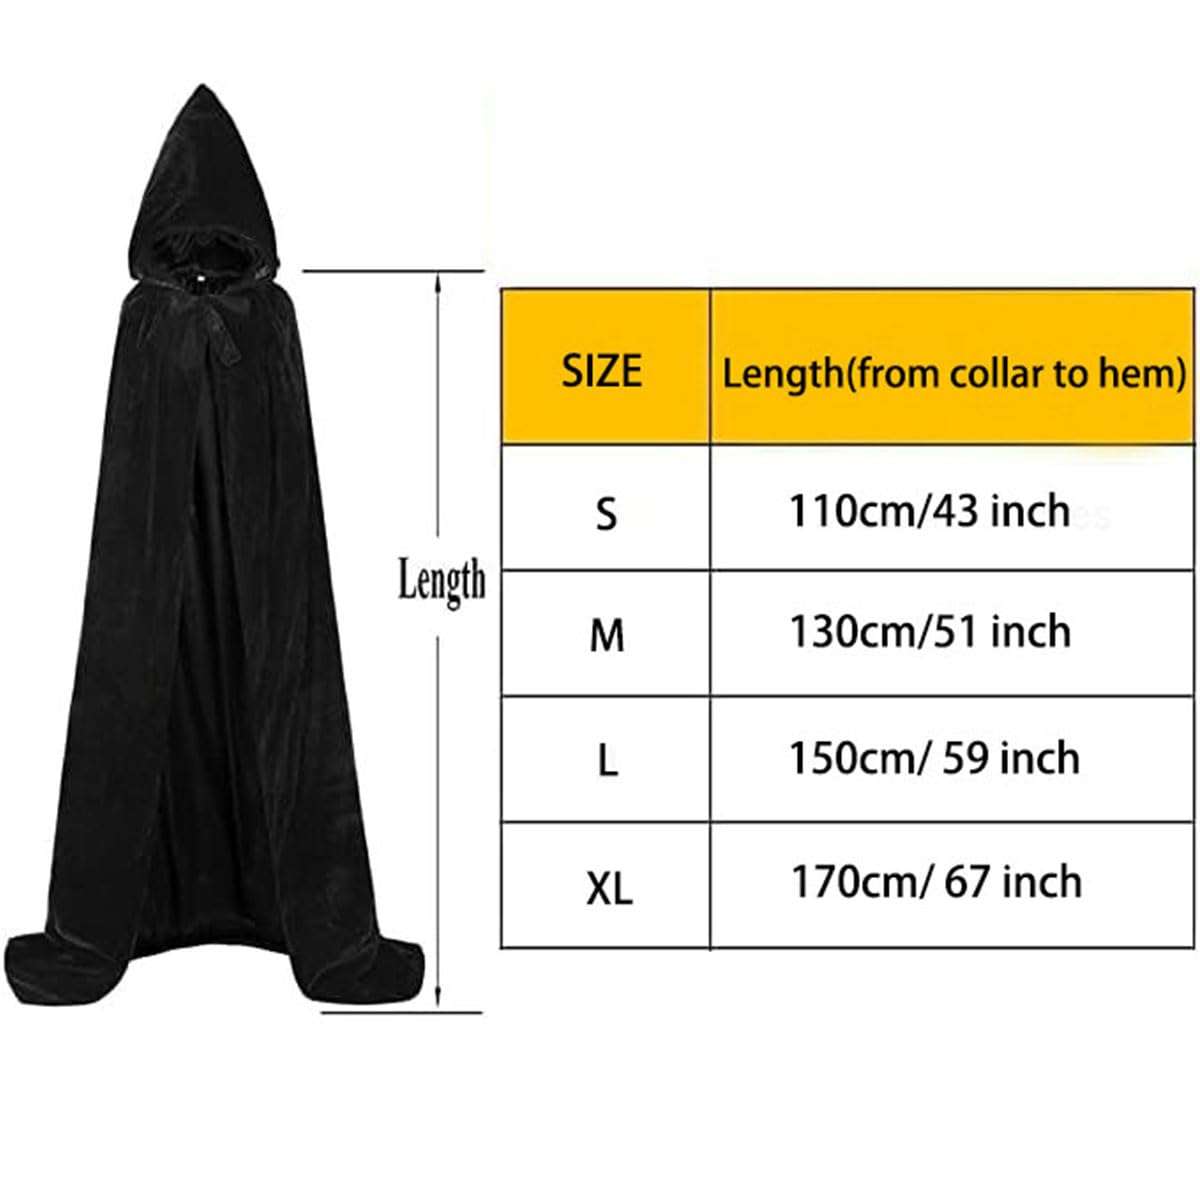 SIZE Length(from collar to hem)
S 110cm/43 inch
M 130cm/51 inch
Length
L 150cm/ 59 inch
XL 170cm/ 67 inch